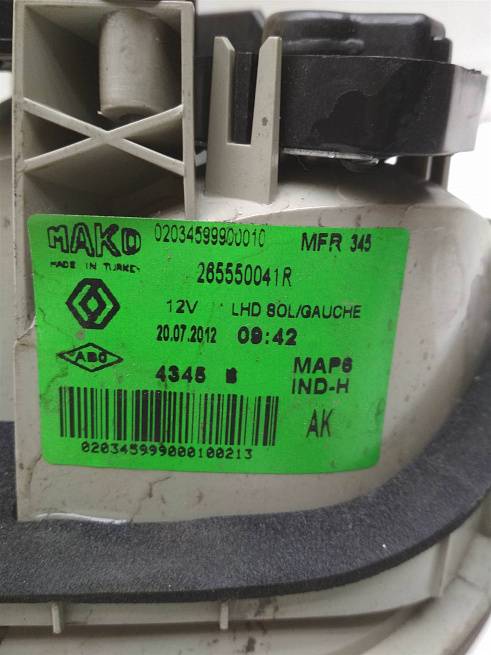 MAKO 02034599900010 MFR 345
MADE IN TURKEY
265550041R
12V LHD SOL/GAUCHE
20.07.2012 09:42
ABC
4345 B MAP6
IND-H
AK
020345999000100213